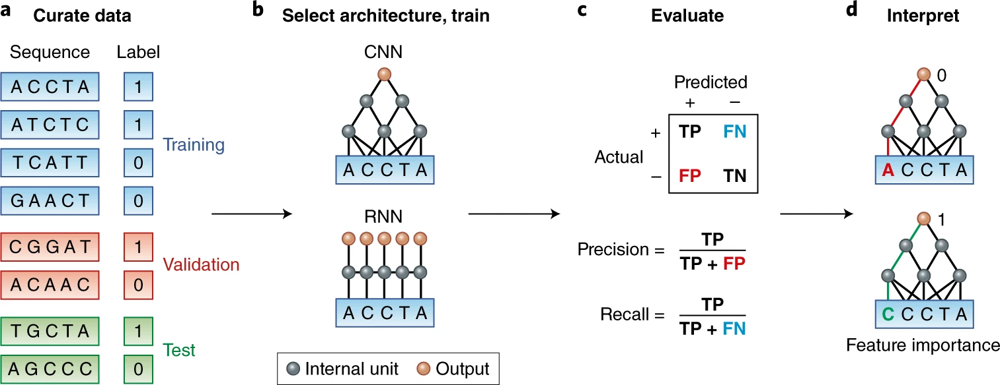 a Curate data
Sequence Label
A C C T A 1
A T C T C 1
T C A T T 0
G A A C T 0
Training
C G G A T 1
A C A A C 0
Validation
T G C T A 1
A G C C C 0
Test
b Select architecture, train
CNN
A C C T A
RNN
A C C T A
Internal unit Output
c Evaluate
Predicted
+ −
Actual
+ TP FN
− FP TN
Precision = TP
TP + FP
Recall = TP
TP + FN
d Interpret
0
A C C T A
1
C C C T A
Feature importance